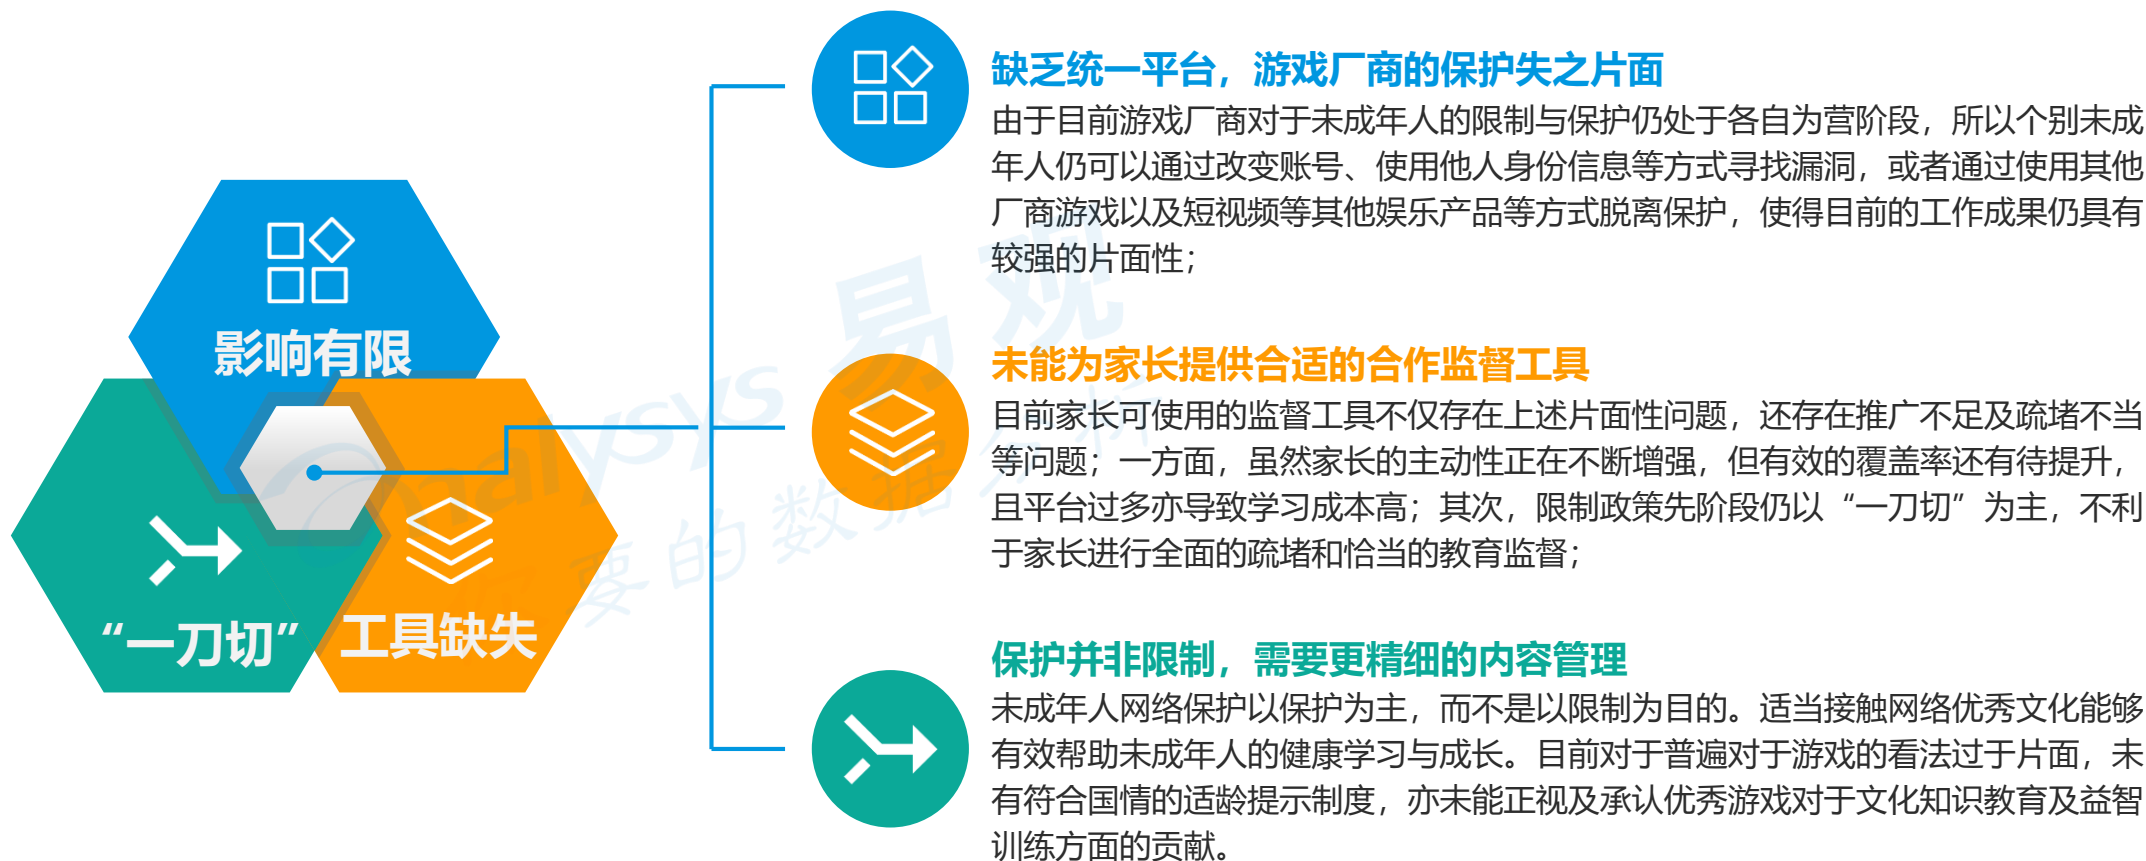 影响有限
“一刀切”
工具缺失
缺乏统一平台，游戏厂商的保护失之片面
由于目前游戏厂商对于未成年人的限制与保护仍处于各自为营阶段，所以个别未成
年人仍可以通过改变账号、使用他人身份信息等方式寻找漏洞，或者通过使用其他
厂商游戏以及短视频等其他娱乐产品等方式脱离保护，使得目前的工作成果仍具有
较强的片面性；
未能为家长提供合适的合作监督工具
目前家长可使用的监督工具不仅存在上述片面性问题，还存在推广不足及疏堵不当
等问题；一方面，虽然家长的主动性正在不断增强，但有效的覆盖率还有待提升，
且平台过多亦导致学习成本高；其次，限制政策先阶段仍以“一刀切”为主，不利
于家长进行全面的疏堵和恰当的教育监督；
保护并非限制，需要更精细的内容管理
未成年人网络保护以保护为主，而不是以限制为目的。适当接触网络优秀文化能够
有效帮助未成年人的健康学习与成长。目前对于普遍对于游戏的看法过于片面，未
有符合国情的适龄提示制度，亦未能正视及承认优秀游戏对于文化知识教育及益智
训练方面的贡献。
analysys 易观
你要的数据分析